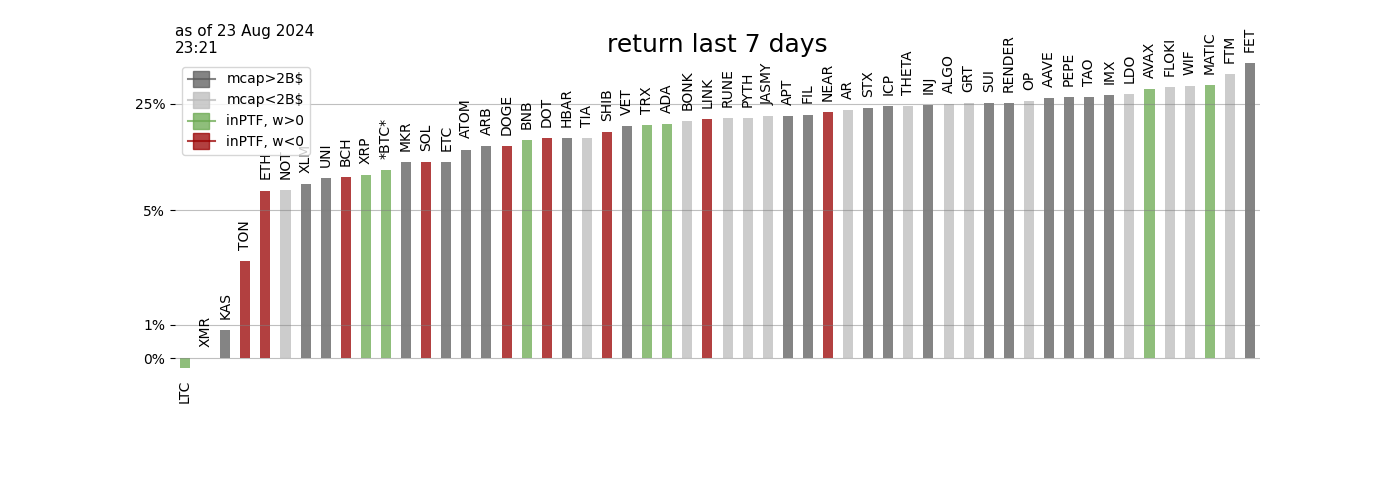 as of 23 Aug 2024
23:21
return last 7 days
mcap>2B$
mcap<2B$
inPTF, w>0
inPTF, w<0
25%
5%
1%
0%
LTC
XMR
KAS
TON
ETH
NOT
XLM
UNI
BCH
XRP
*BTC*
MKR
SOL
ETC
ATOM
ARB
DOGE
BNB
DOT
HBAR
TIA
SHIB
VET
TRX
ADA
BONK
LINK
RUNE
PYTH
JASMY
APT
FIL
NEAR
AR
STX
ICP
THETA
INJ
ALGO
GRT
SUI
RENDER
OP
AAVE
PEPE
TAO
IMX
LDO
AVAX
FLOKI
WIF
MATIC
FTM
FET